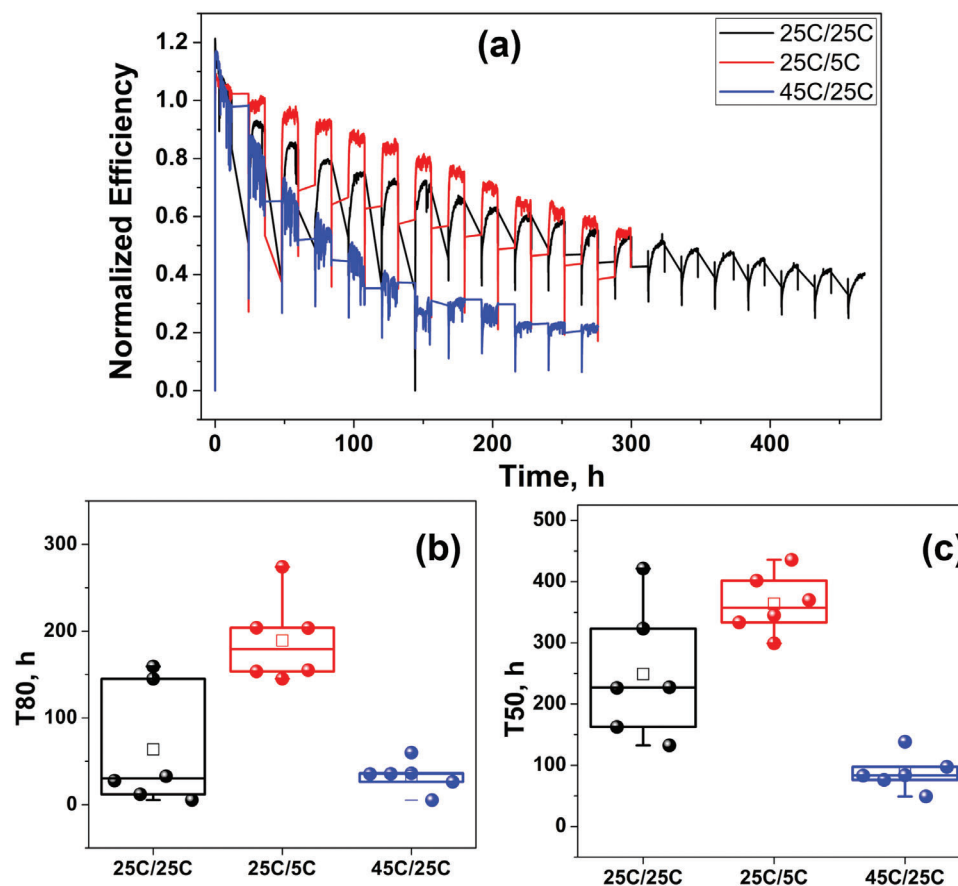 (a)
25C/25C
25C/5C
45C/25C
Normalized Efficiency
1.2
1.0
0.8
0.6
0.4
0.2
0.0
0 100 200 300 400
Time, h
(b)
T80, h
300
200
100
0
25C/25C 25C/5C 45C/25C
(c)
T50, h
500
400
300
200
100
0
25C/25C 25C/5C 45C/25C